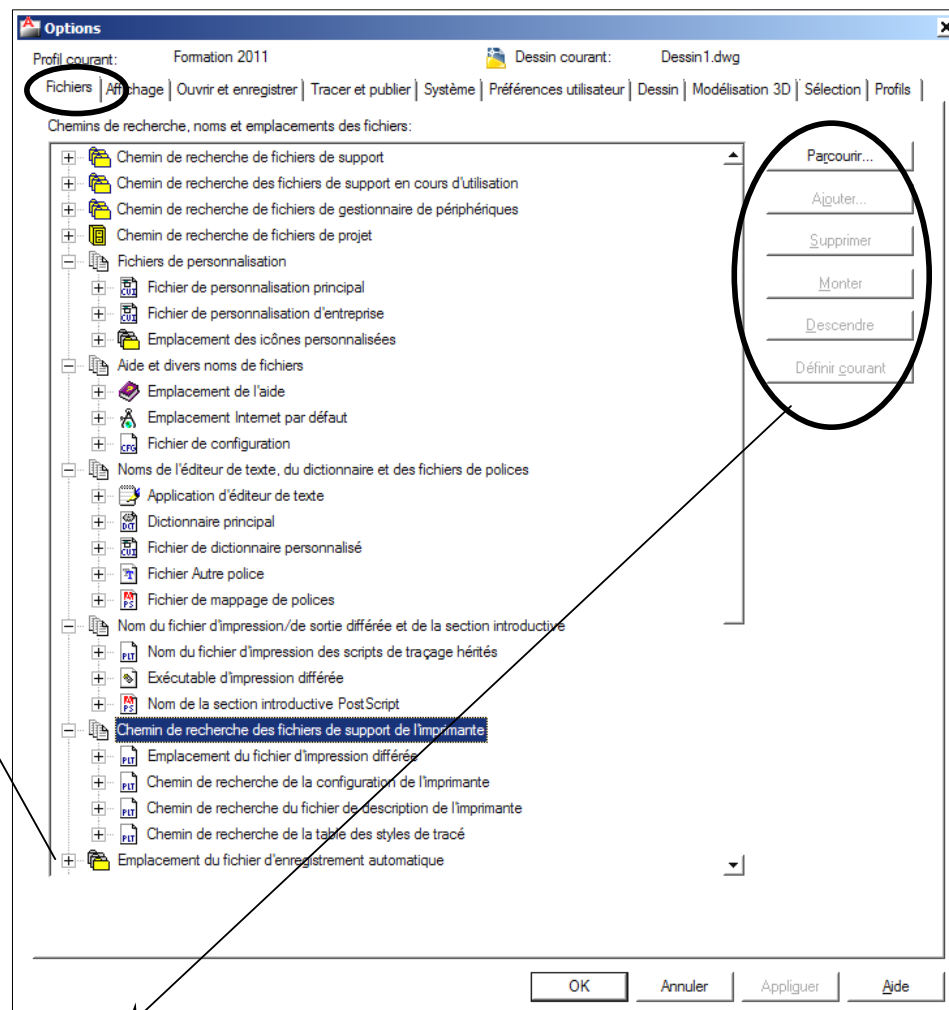 Options
Profil courant: Formation 2011 Dessin courant: Dessin1.dwg
Fichiers Affichage Ouvrir et enregistrer Tracer et publier Système Préférences utilisateur Dessin Modélisation 3D Sélection Profils
Chemins de recherche, noms et emplacements des fichiers:
Chemin de recherche de fichiers de support
Chemin de recherche des fichiers de support en cours d'utilisation
Chemin de recherche de fichiers de gestionnaire de périphériques
Chemin de recherche de fichiers de projet
Fichiers de personnalisation
Fichier de personnalisation principal
Fichier de personnalisation d'entreprise
Emplacement des icônes personnalisées
Aide et divers noms de fichiers
Emplacement de l'aide
Emplacement Internet par défaut
Fichier de configuration
Noms de l'éditeur de texte, du dictionnaire et des fichiers de polices
Application d'éditeur de texte
Dictionnaire principal
Fichier de dictionnaire personnalisé
Fichier Autre police
Fichier de mappage de polices
Nom du fichier d'impression/de sortie différée et de la section introductive
Nom du fichier d'impression des scripts de traçage hérités
Exécutable d'impression différée
Nom de la section introductive PostScript
Chemin de recherche des fichiers de support de l'imprimante
Emplacement du fichier d'impression différée
Chemin de recherche de la configuration de l'imprimante
Chemin de recherche du fichier de description de l'imprimante
Chemin de recherche de la table des styles de tracé
Emplacement du fichier d'enregistrement automatique
Parcourir...
Ajouter...
Supprimer
Monter
Descendre
Définir courant
OK Annuler Appliquer Aide